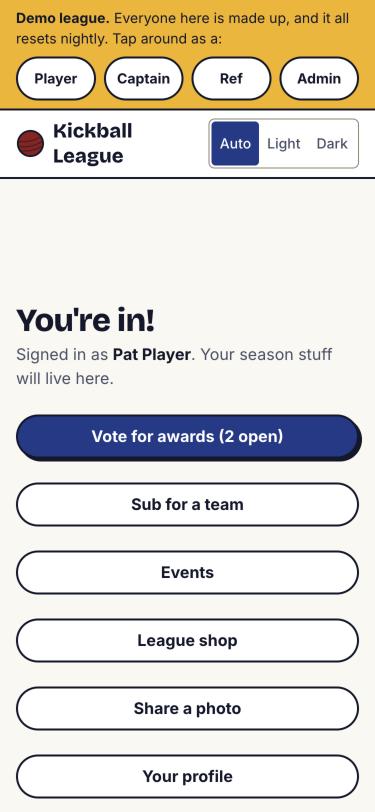 Demo league. Everyone here is made up, and it all
resets nightly. Tap around as a:
Player
Captain
Ref
Admin
Kickball
League
Auto
Light
Dark
You're in!
Signed in as Pat Player. Your season stuff
will live here.
Vote for awards (2 open)
Sub for a team
Events
League shop
Share a photo
Your profile